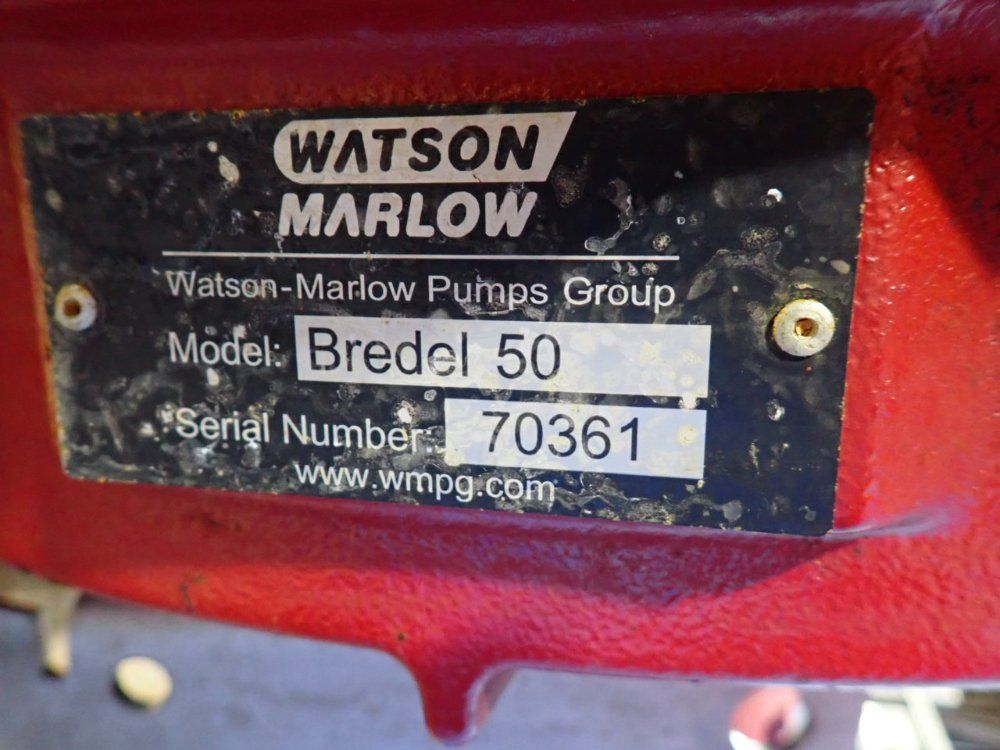 WATSON
MARLOW
Watson-Marlow Pumps Group
Model: Bredel 50
Serial Number: 70361
www.wmpg.com